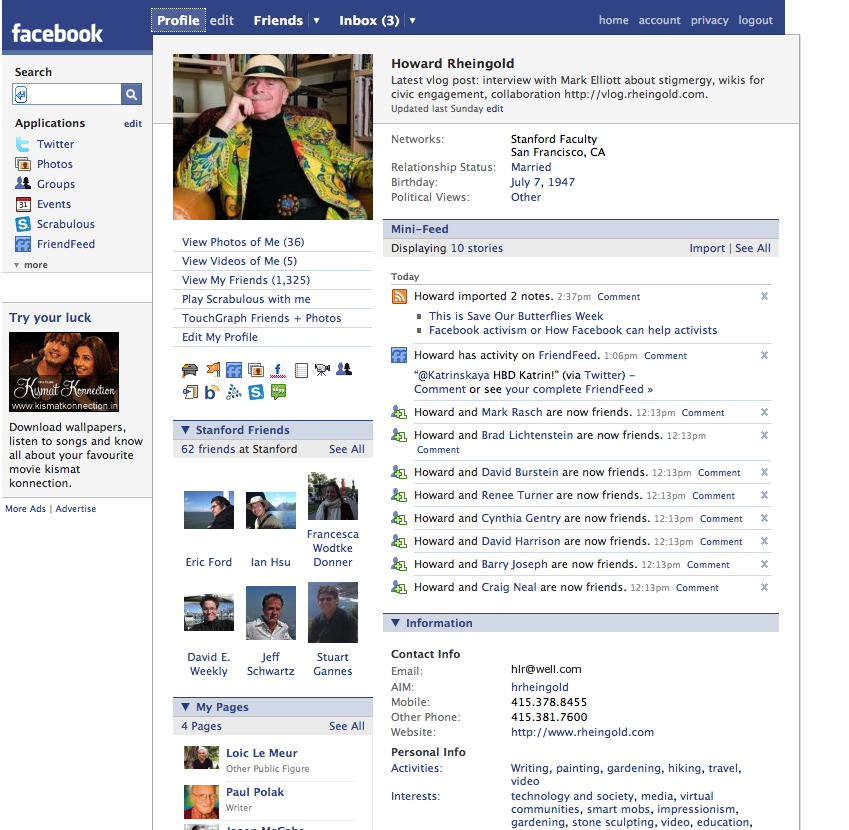 facebook
Profile edit Friends ▼ Inbox (3) ▼
home account privacy logout
Search
Applications edit
Twitter
Photos
Groups
31 Events
Scrabulous
FriendFeed
▼ more
Try your luck
Kismat Konnection
www.kismatkonnection.in
Download wallpapers,
listen to songs and know
all about your favourite
movie kismat
konnection.
More Ads | Advertise
View Photos of Me (36)
View Videos of Me (5)
View My Friends (1,325)
Play Scrabulous with me
TouchGraph Friends + Photos
Edit My Profile
▼ Stanford Friends
62 friends at Stanford See All
Eric Ford
Ian Hsu
Francesca
Wodtke
Donner
David E.
Weekly
Jeff
Schwartz
Stuart
Gannes
▼ My Pages
4 Pages See All
Loic Le Meur
Other Public Figure
Paul Polak
Writer
Howard Rheingold
Latest vlog post: interview with Mark Elliott about stigmergy, wikis for
civic engagement, collaboration http://vlog.rheingold.com.
Updated last Sunday edit
Networks: Stanford Faculty
San Francisco, CA
Relationship Status: Married
Birthday: July 7, 1947
Political Views: Other
Mini-Feed
Displaying 10 stories Import | See All
Today
Howard imported 2 notes. 2:37pm Comment X
This is Save Our Butterflies Week
Facebook activism or How Facebook can help activists
Howard has activity on FriendFeed. 1:06pm Comment X
“@Katrinskaya HBD Katrin!” (via Twitter) –
Comment or see your complete FriendFeed »
Howard and Mark Rasch are now friends. 12:13pm Comment X
Howard and Brad Lichtenstein are now friends. 12:13pm X
Comment
Howard and David Burstein are now friends. 12:13pm Comment X
Howard and Renee Turner are now friends. 12:13pm Comment X
Howard and Cynthia Gentry are now friends. 12:13pm Comment X
Howard and David Harrison are now friends. 12:13pm Comment X
Howard and Barry Joseph are now friends. 12:13pm Comment X
Howard and Craig Neal are now friends. 12:13pm Comment X
▼ Information
Contact Info
Email: hlr@well.com
AIM: hrheingold
Mobile: 415.378.8455
Other Phone: 415.381.7600
Website: http://www.rheingold.com
Personal Info
Activities: Writing, painting, gardening, hiking, travel,
video
Interests: technology and society, media, virtual
communities, smart mobs, impressionism,
gardening, stone sculpting, video, education,